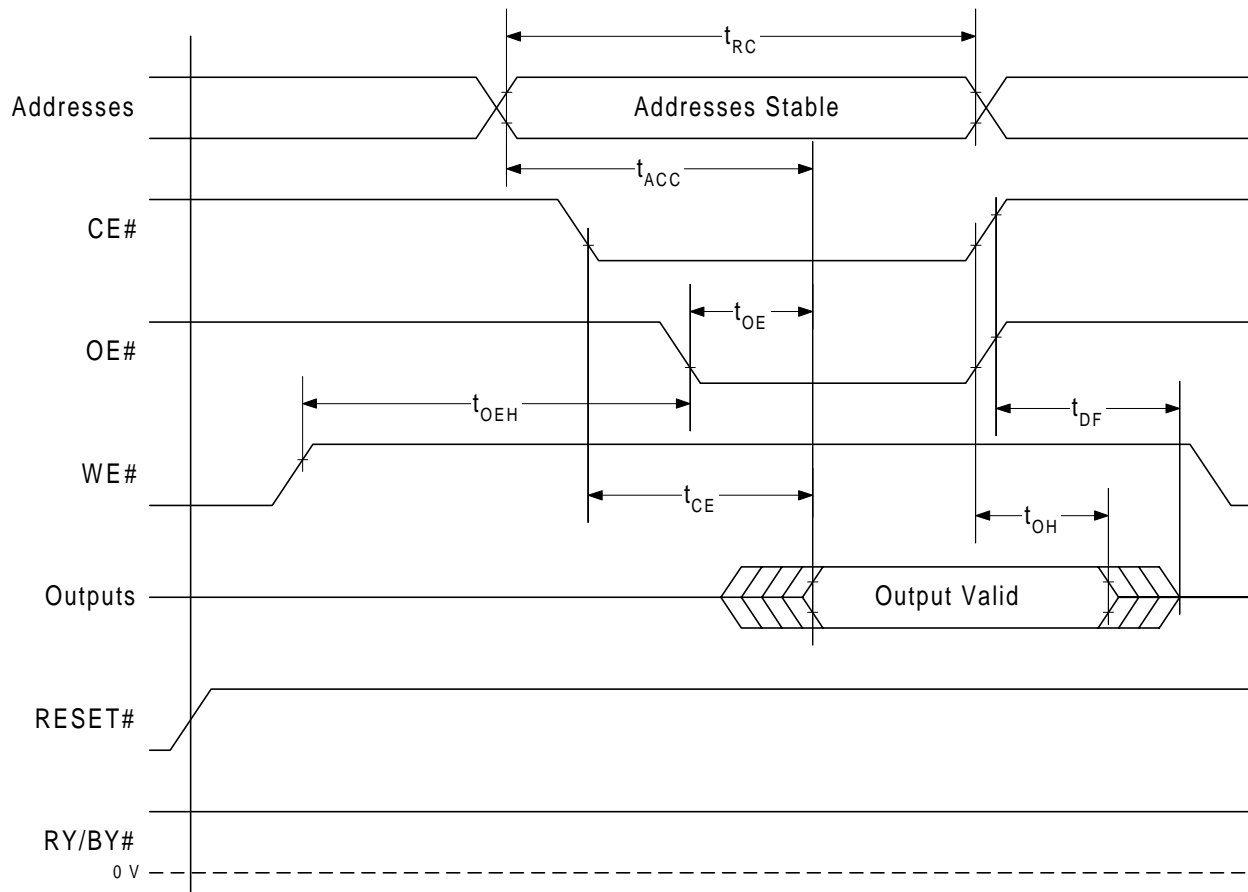 tRC
Addresses
Addresses Stable
tACC
CE#
tOE
OE#
tOEH
tDF
WE#
tCE
tOH
Outputs
Output Valid
RESET#
RY/BY#
0 V